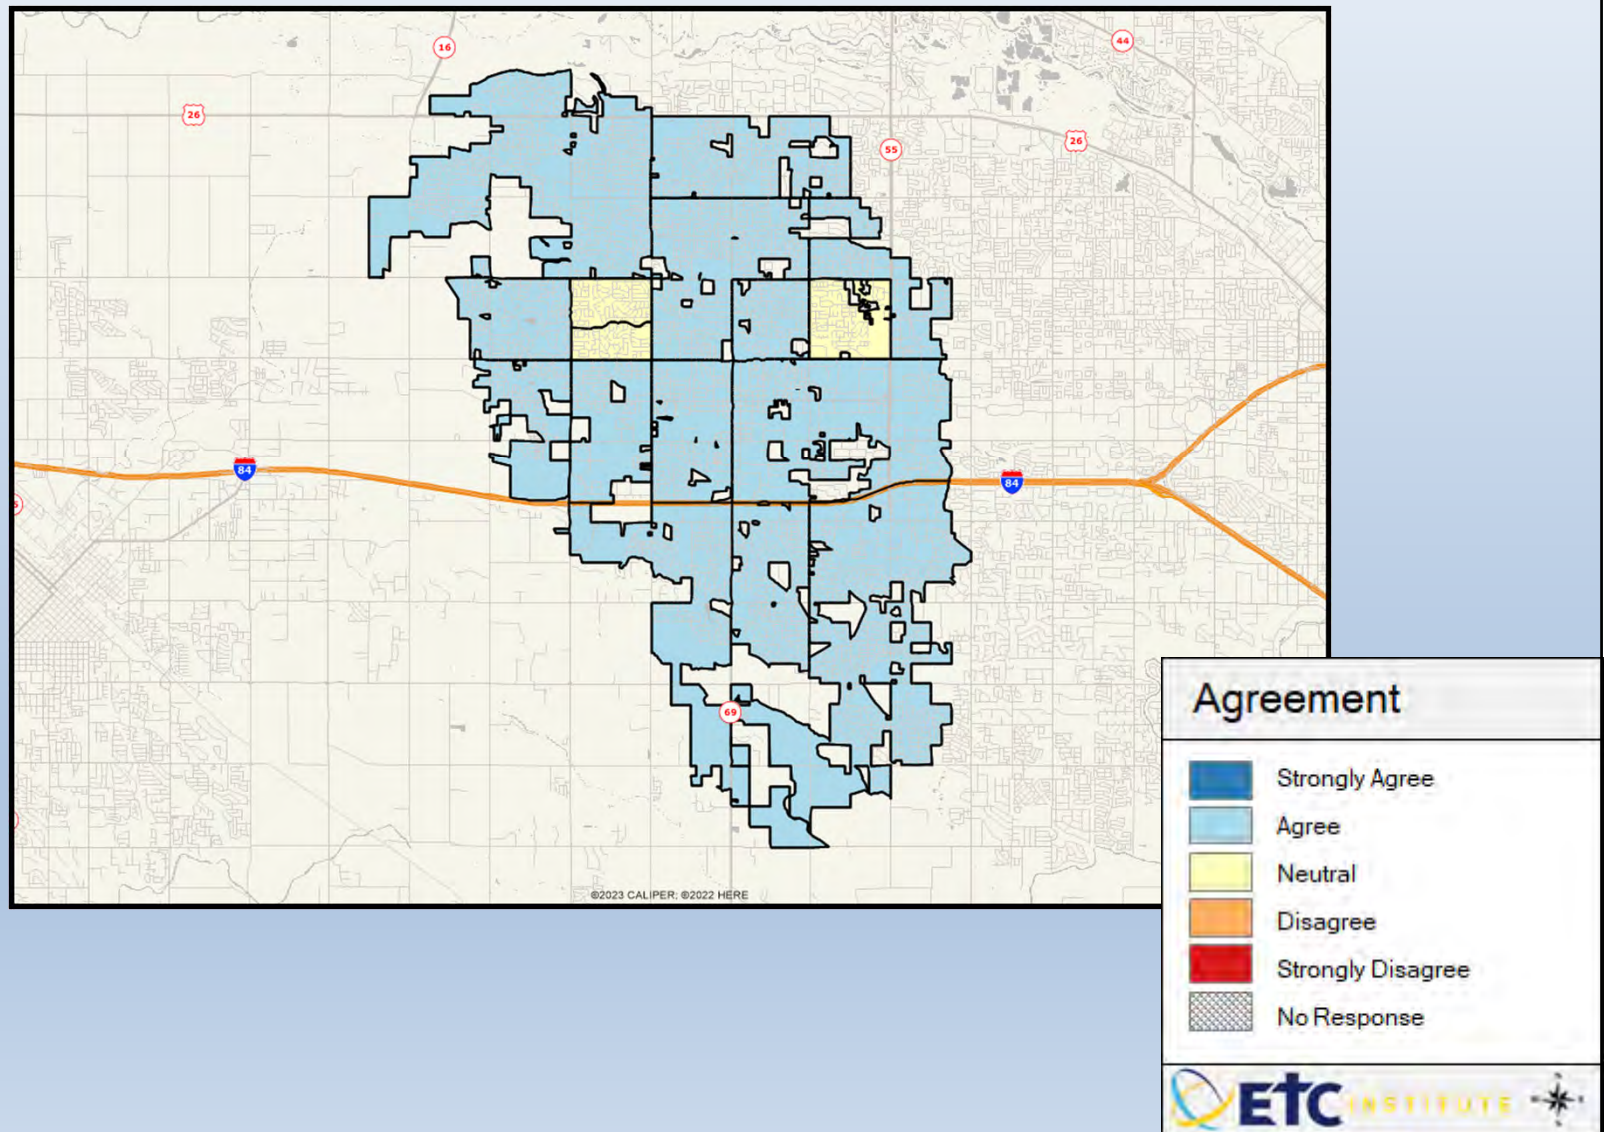 16
44
26
26
55
84
84
69
©2023 CALIPER; ©2022 HERE
Agreement
Strongly Agree
Agree
Neutral
Disagree
Strongly Disagree
No Response
ETC INSTITUTE